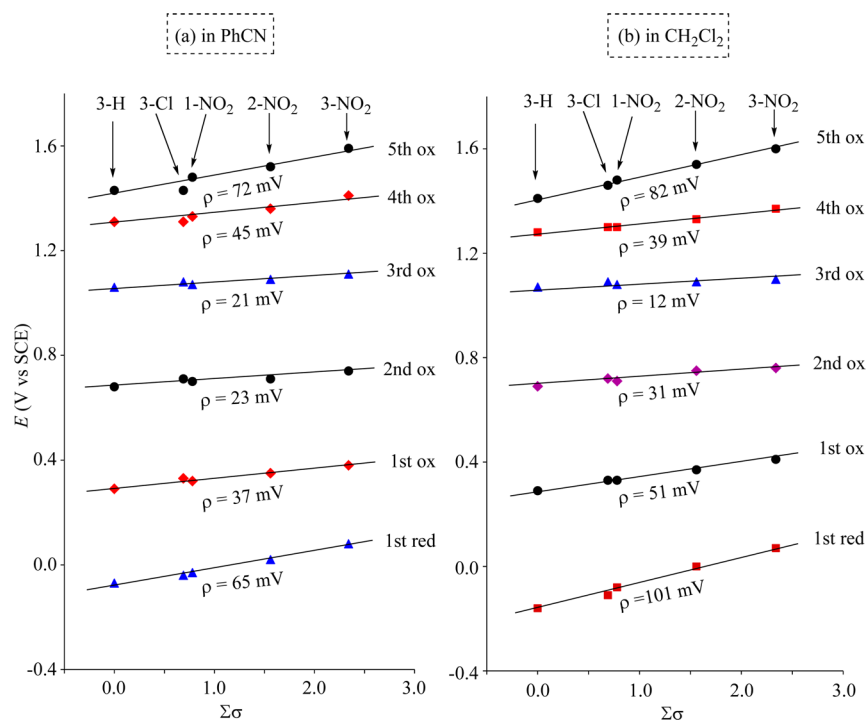 (a) in PhCN
3-H 3-Cl 1-NO₂ 2-NO₂ 3-NO₂
5th ox
ρ = 72 mV
4th ox
ρ = 45 mV
3rd ox
ρ = 21 mV
2nd ox
ρ = 23 mV
1st ox
ρ = 37 mV
1st red
ρ = 65 mV
E (V vs SCE)
1.6
1.2
0.8
0.4
0.0
-0.4
0.0 1.0 2.0 3.0
Σσ
(b) in CH₂Cl₂
3-H 3-Cl 1-NO₂ 2-NO₂ 3-NO₂
5th ox
ρ = 82 mV
4th ox
ρ = 39 mV
3rd ox
ρ = 12 mV
2nd ox
ρ = 31 mV
1st ox
ρ = 51 mV
1st red
ρ =101 mV
1.6
1.2
0.8
0.4
0.0
-0.4
0.0 1.0 2.0 3.0
Σσ